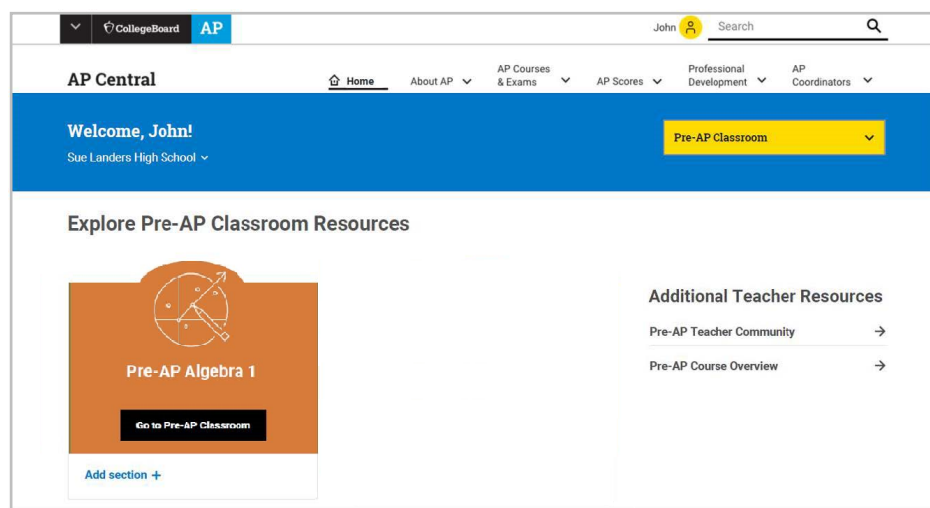 CollegeBoard AP
John Search
AP Central
Home
About AP
AP Courses
& Exams
AP Scores
Professional
Development
AP
Coordinators
Welcome, John!
Sue Landers High School
Pre-AP Classroom
Explore Pre-AP Classroom Resources
Pre-AP Algebra 1
Go to Pre-AP Classroom
Add section +
Additional Teacher Resources
Pre-AP Teacher Community
Pre-AP Course Overview